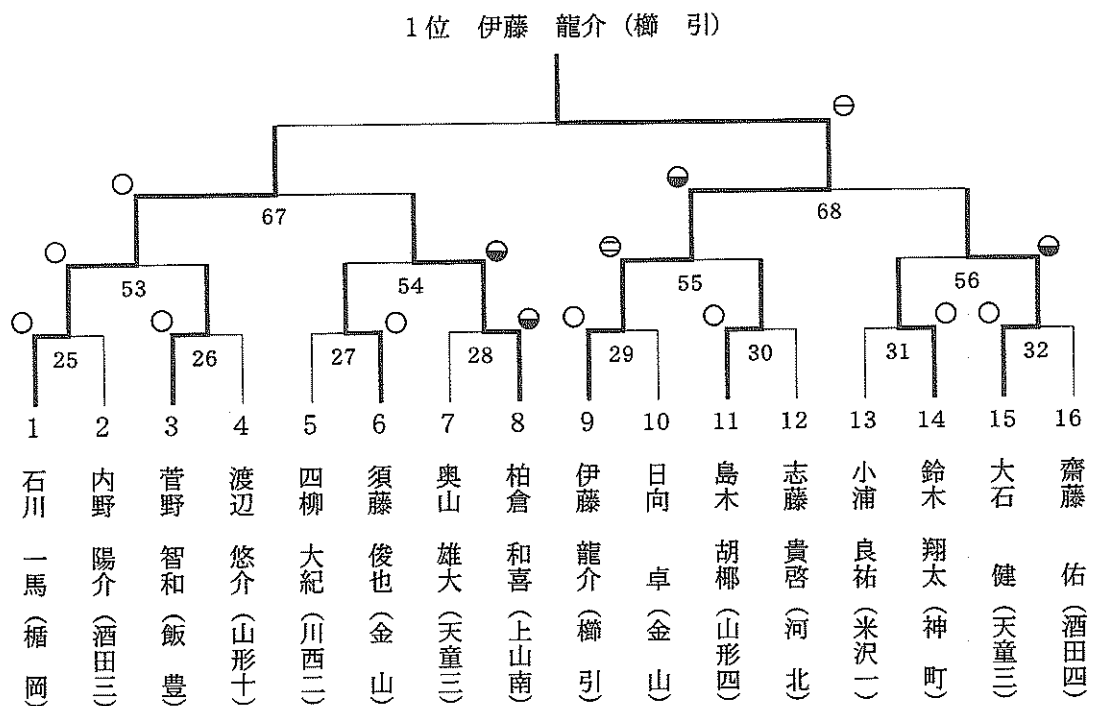 1位 伊藤 龍介 (櫛 引)
67
68
53
54
55
56
25
26
27
28
29
30
31
32
1
2
3
4
5
6
7
8
9
10
11
12
13
14
15
16
石川 一馬 (楯 岡)
内野 陽介 (酒田三)
菅野 智和 (飯 豊)
渡辺 悠介 (山形十)
四柳 大紀 (川西二)
須藤 俊也 (金 山)
奥山 雄大 (天童三)
柏倉 和喜 (上山南)
伊藤 龍介 (櫛 引)
日向 卓 (金 山)
島木 胡椰 (山形四)
志藤 貴啓 (河 北)
小浦 良祐 (米沢一)
鈴木 翔太 (神 町)
大石 健 (天童三)
齋藤 佑 (酒田四)